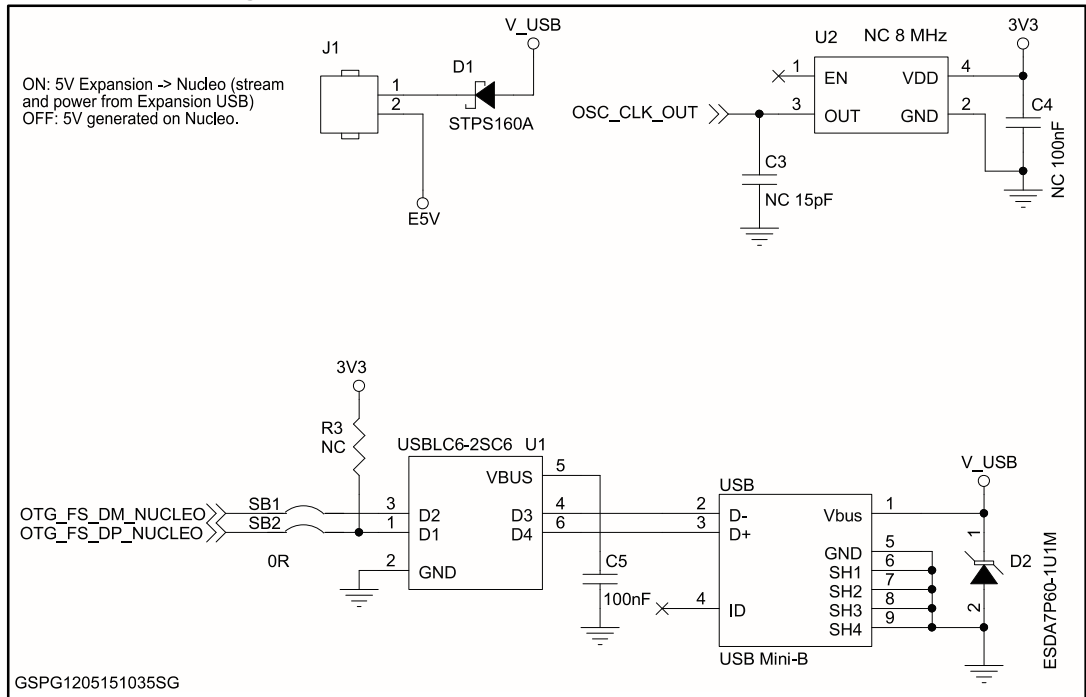 V_USB
J1
D1
1
2
STPS160A
E5V
ON: 5V Expansion -> Nucleo (stream
and power from Expansion USB)
OFF: 5V generated on Nucleo.
U2 NC 8 MHz
3V3
1 EN VDD 4
3 OUT GND 2
OSC_CLK_OUT
C3
NC 15pF
C4
NC 100nF
3V3
R3
NC
USBLC6-2SC6 U1
VBUS 5
OTG_FS_DM_NUCLEO SB1 3 D2 D3 4
OTG_FS_DP_NUCLEO SB2 1 D1 D4 6
0R
2 GND
C5
100nF
USB
2 D- Vbus 1
3 D+
GND 5
SH1 6
SH2 7
SH3 8
4 ID SH4 9
USB Mini-B
V_USB
1
D2
2
ESDA7P60-1U1M
GSPG1205151035SG